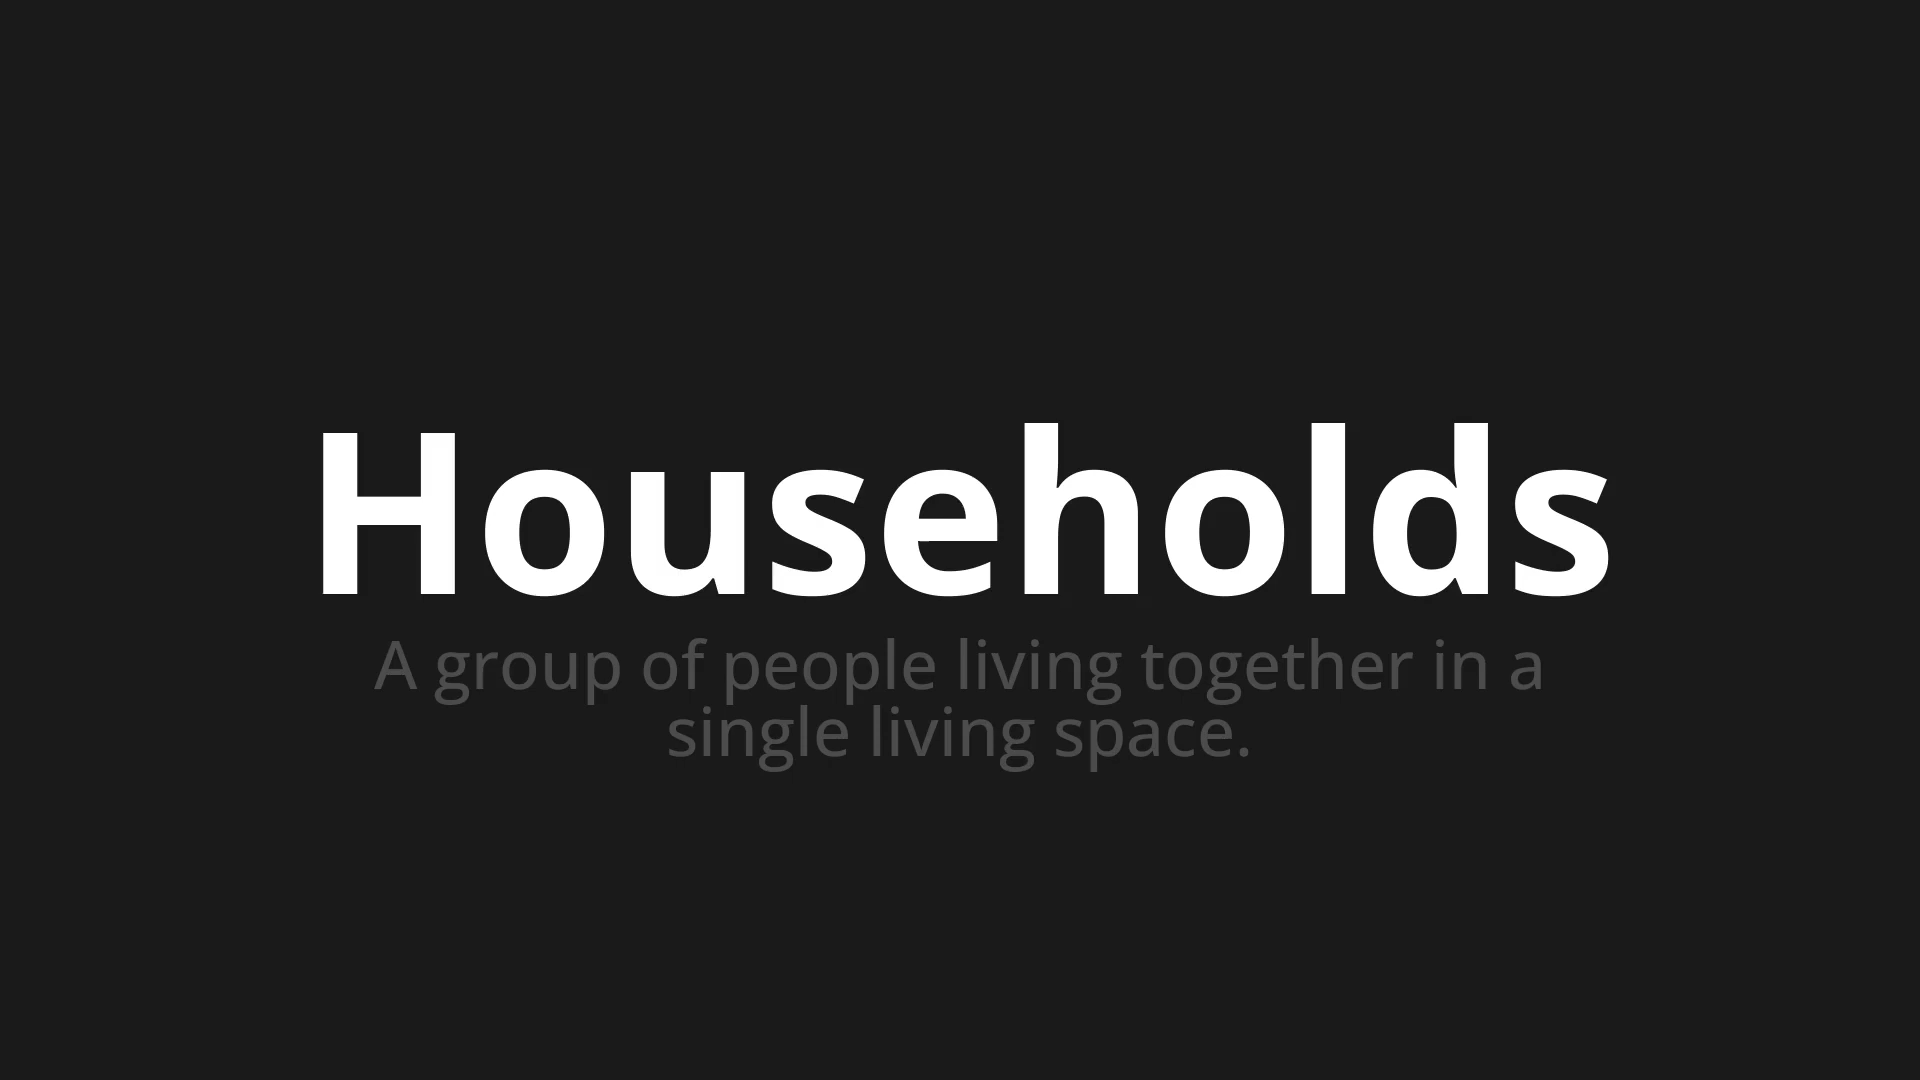 Households
A group of people living together in a
single living space.